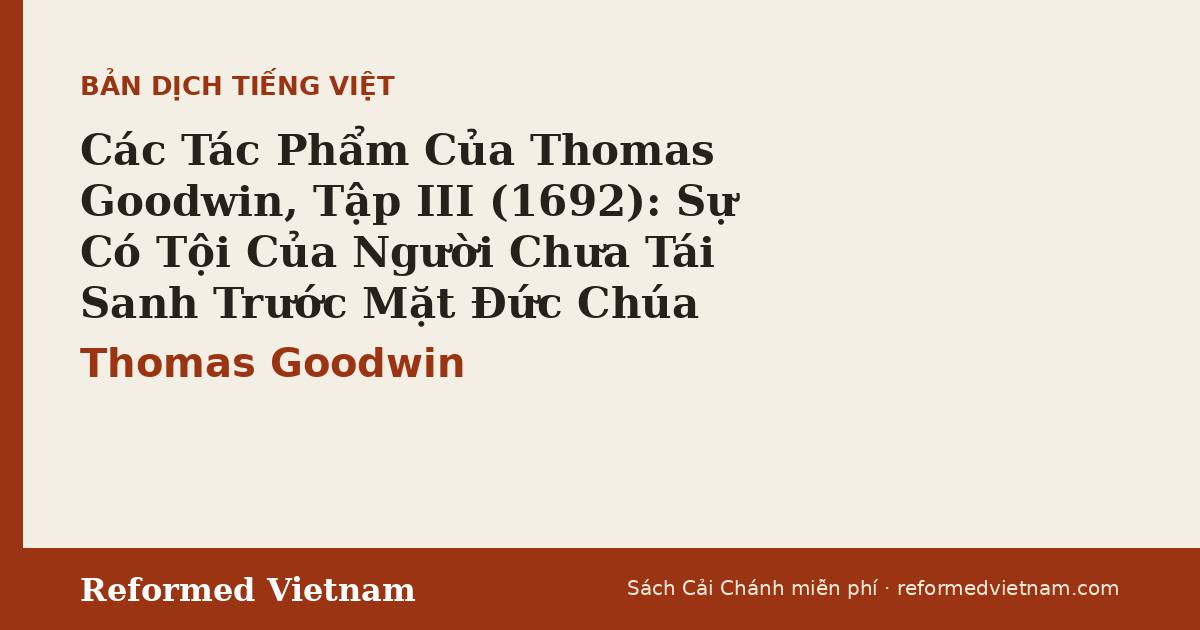 BẢN DỊCH TIẾNG VIỆT
Các Tác Phẩm Của Thomas
Goodwin, Tập III (1692): Sự
Có Tội Của Người Chưa Tái
Sanh Trước Mặt Đức Chúa
Thomas Goodwin
Reformed Vietnam
Sách Cải Chánh miễn phí · reformedvietnam.com